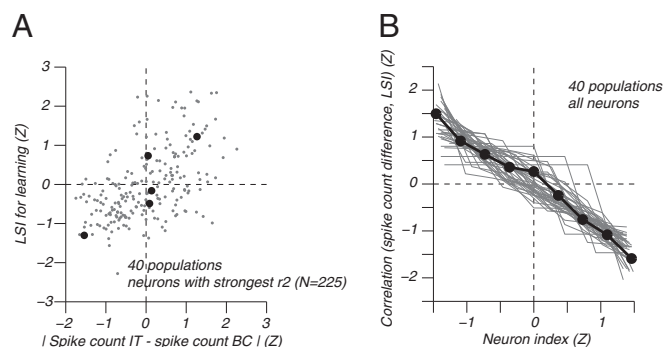 A
LSI for learning (Z)
3
2
1
0
−1
−2
−3
−2
−1
0
1
2
3
40 populations
neurons with strongest r2 (N=225)
| Spike count IT - spike count BC | (Z)
B
Correlation (spike count difference, LSI) (Z)
2
1
0
−1
−2
−1
0
1
40 populations
all neurons
Neuron index (Z)